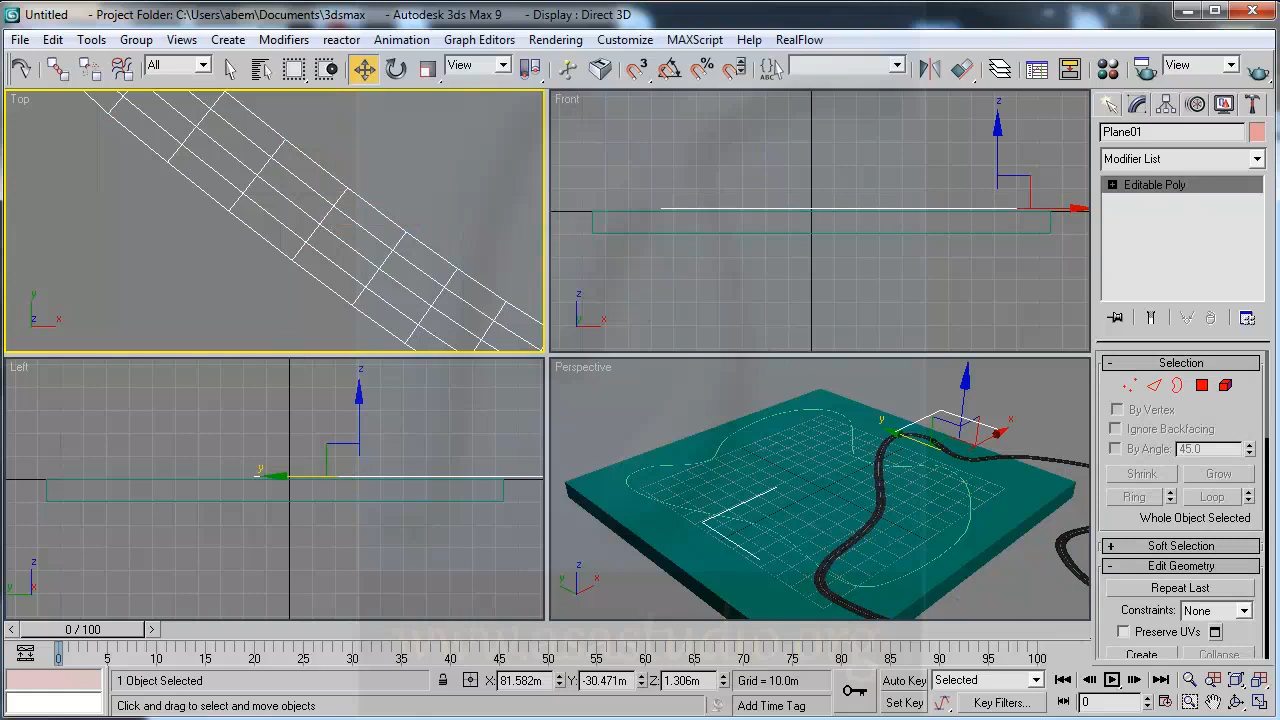 Untitled - Project Folder: C:\Users\abem\Documents\3dsmax - Autodesk 3ds Max 9 - Display : Direct 3D
File Edit Tools Group Views Create Modifiers reactor Animation Graph Editors Rendering Customize MAXScript Help RealFlow
All View 3 ABC View
Top Front
z
x
y
z x
z
y x
Plane01
Modifier List
Editable Poly
Left Perspective
z
y
z
y x
z
y x
z
y x
Selection
By Vertex
Ignore Backfacing
By Angle: 45.0
Shrink Grow
Ring Loop
Whole Object Selected
Soft Selection
Edit Geometry
Repeat Last
Constraints: None
Preserve UVs
Create Collapse
0 / 100
0 5 10 15 20 25 30 35 40 45 50 55 60 65 70 75 80 85 90 95 100
1 Object Selected X: 81.582m Y: -30.471m Z: 1.306m Grid = 10.0m Auto Key Selected
Click and drag to select and move objects Add Time Tag Set Key Key Filters... 0